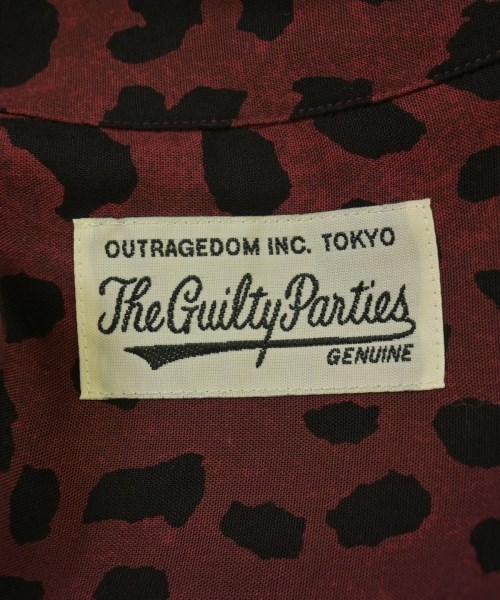 OUTRAGEDOM INC. TOKYO
The Guilty Parties
GENUINE